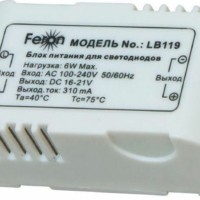 Feron МОДЕЛЬ No.: LB119
Блок питания для светодиодов
Нагрузка: 6W Max.
Вход: AC 100-240V 50/60Hz
Выход: DC 16-21V
Выход.ток: 310 mA
Ta=40°C Tc=75°C
Вход
L
N
Выход